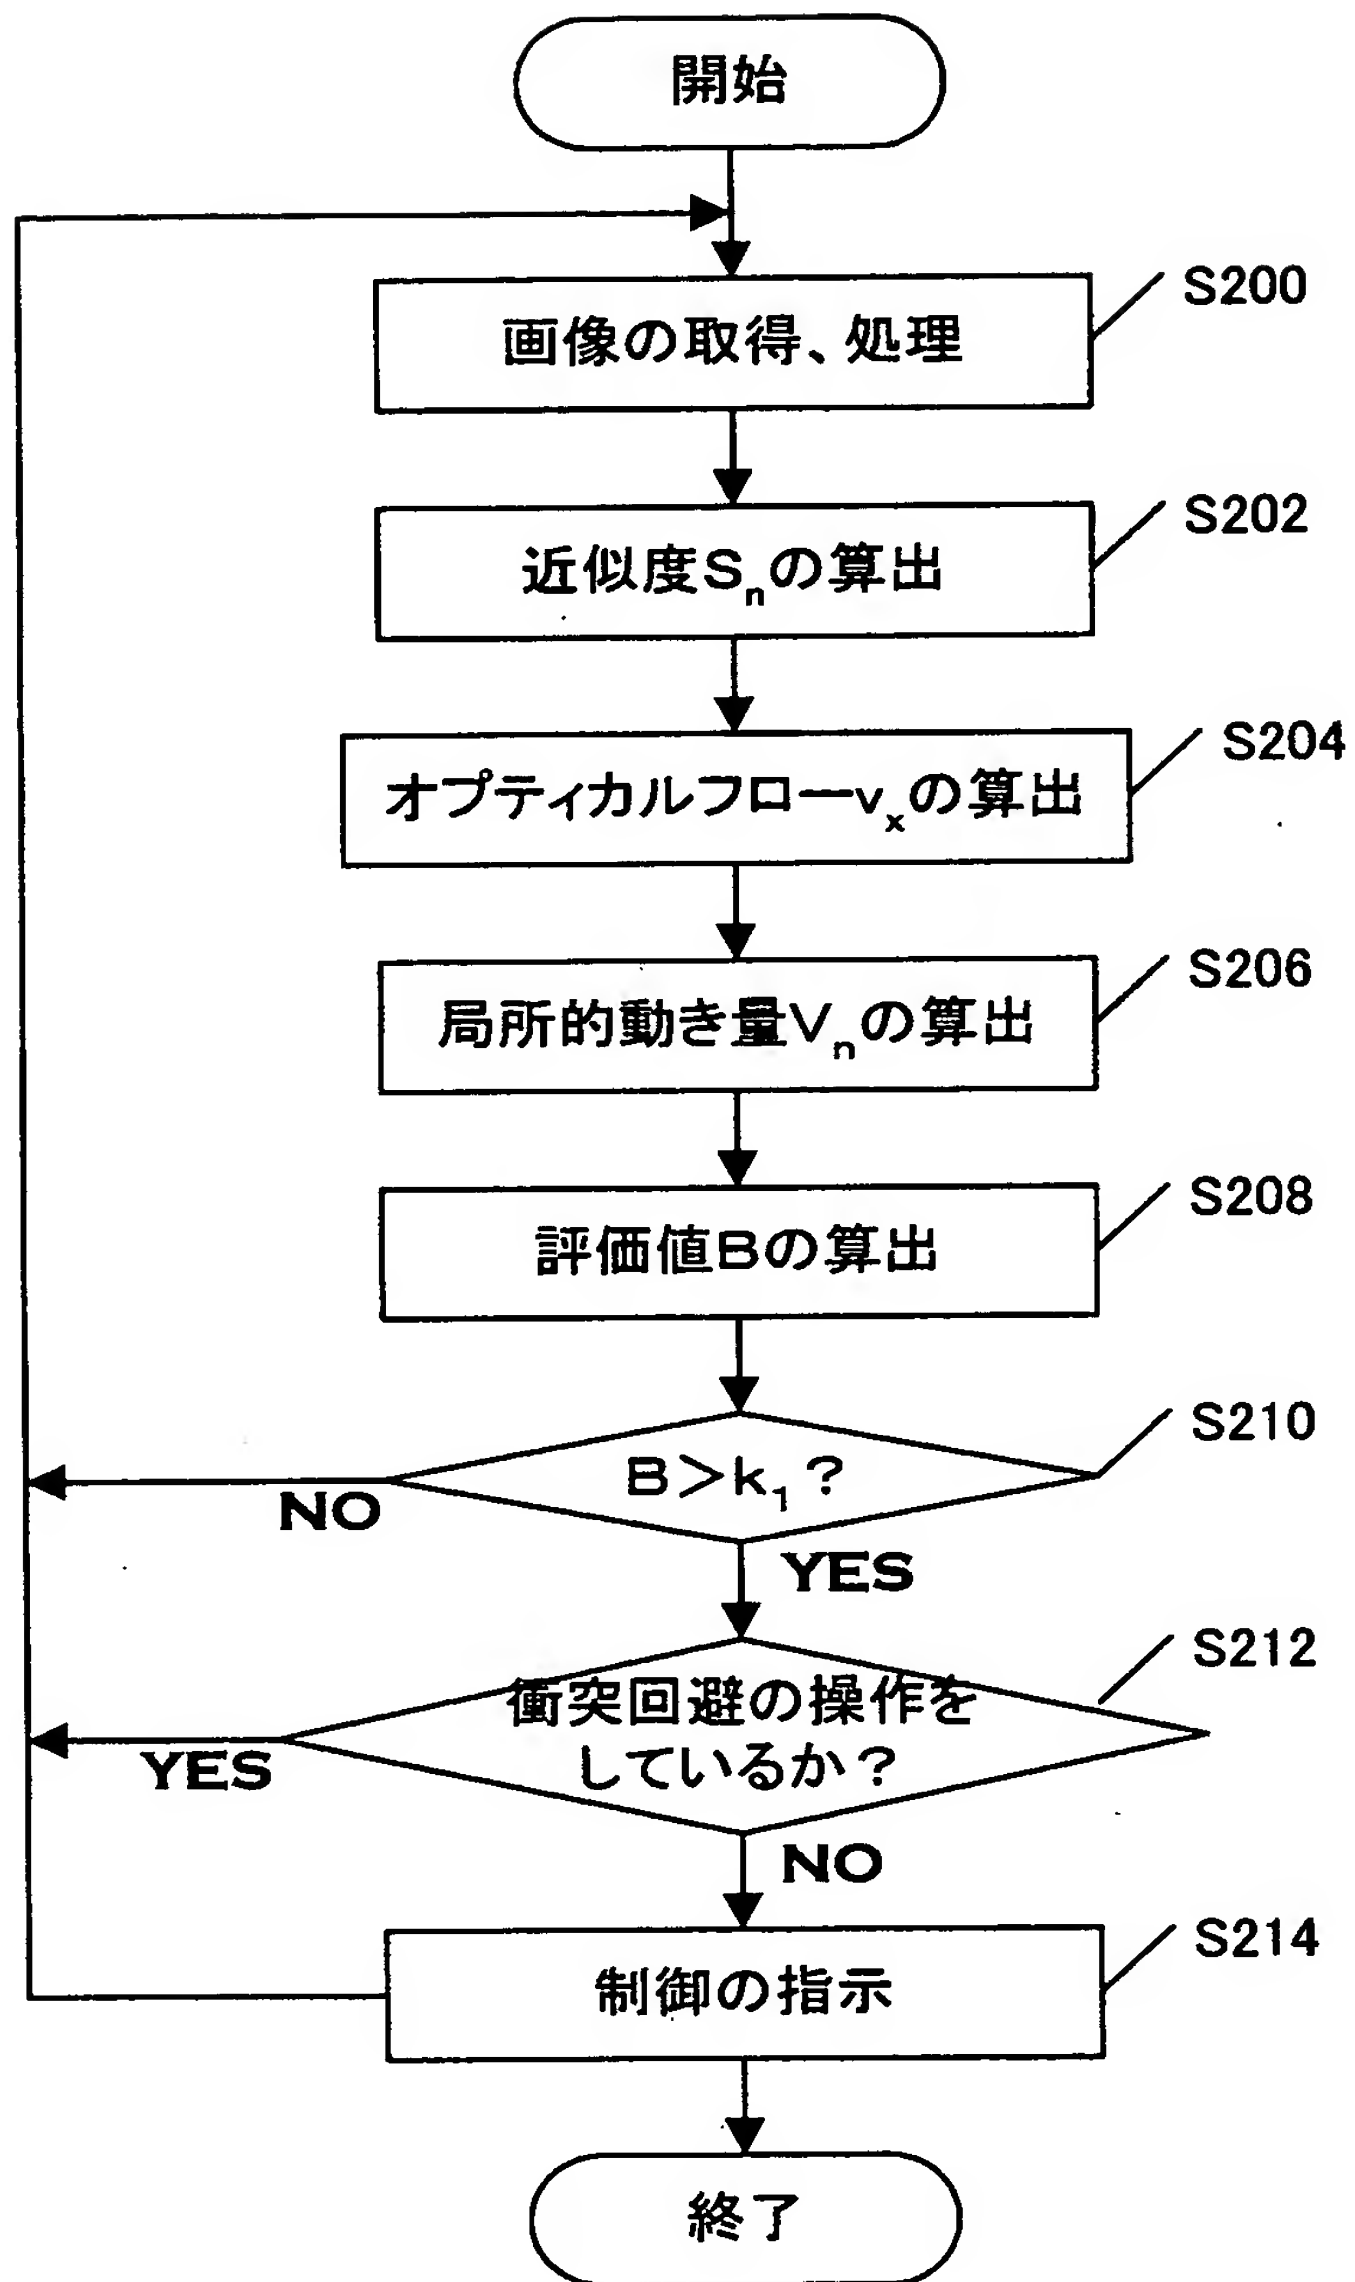 開始
S200
画像の取得、処理
S202
近似度Snの算出
S204
オプティカルフローvxの算出
S206
局所的動き量Vnの算出
S208
評価値Bの算出
S210
B>k1?
NO
YES
S212
衝突回避の操作を
しているか?
YES
NO
S214
制御の指示
終了